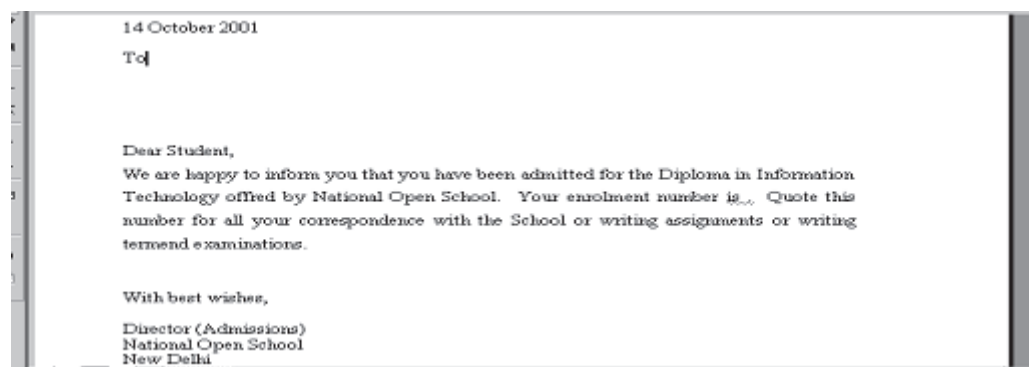 14 October 2001
To
Dear Student,
We are happy to inform you that you have been admitted for the Diploma in Information
Technology offred by National Open School. Your enrolment number is . Quote this
number for all your correspondence with the School or writing assignments or writing
termend examinations.
With best wishes,
Director (Admissions)
National Open School
New Delhi